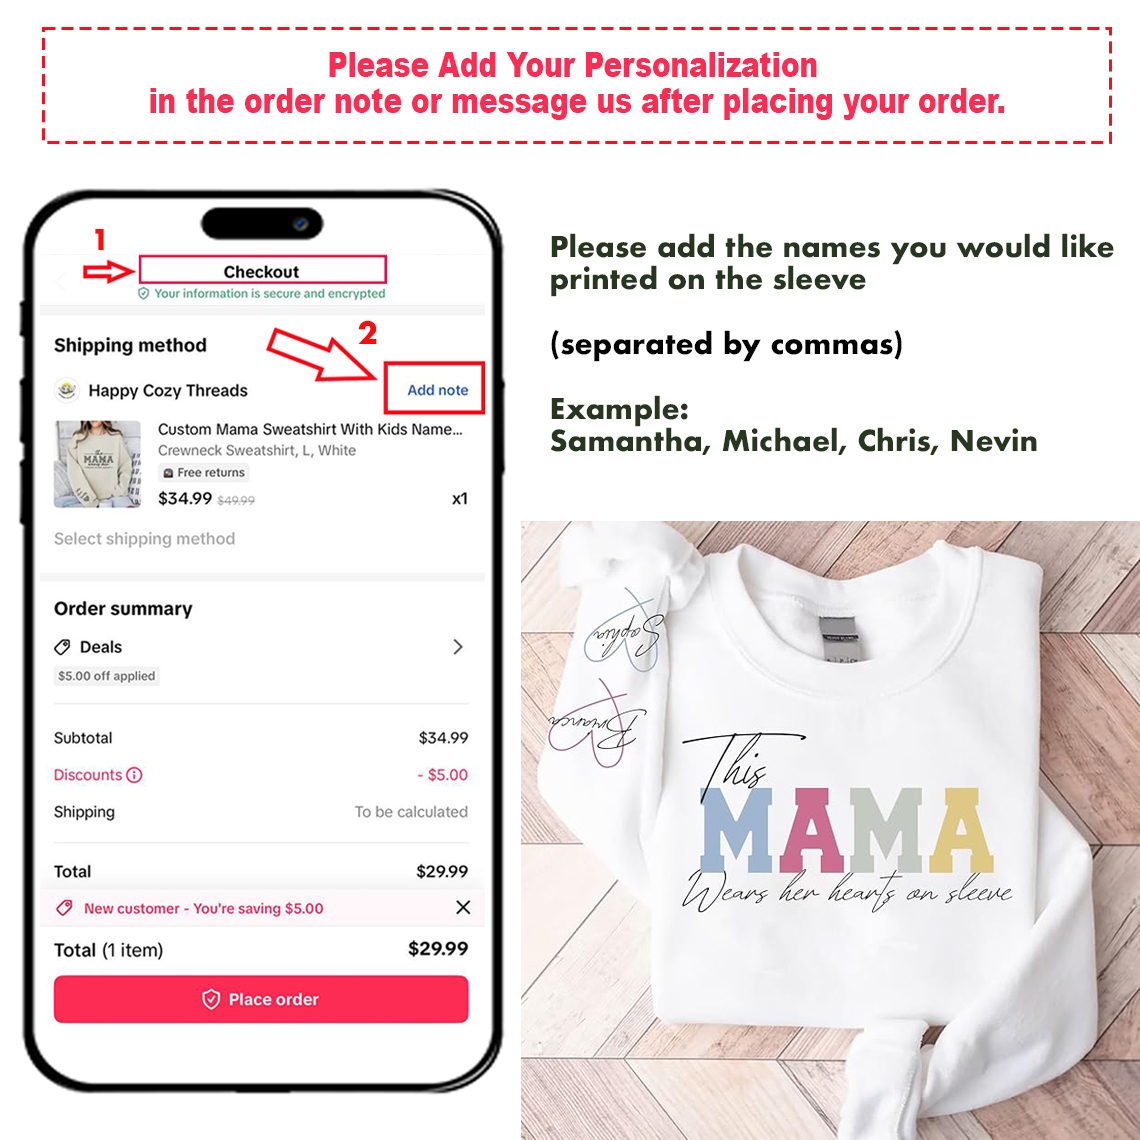 Please Add Your Personalization
in the order note or message us after placing your order.
1
Checkout
Your information is secure and encrypted
2
Shipping method
Happy Cozy Threads
Add note
Custom Mama Sweatshirt With Kids Name...
Crewneck Sweatshirt, L, White
Free returns
$34.99 $49.99
x1
MAMA
Select shipping method
Order summary
Deals
$5.00 off applied
Subtotal
$34.99
Discounts
- $5.00
Shipping
To be calculated
Total
$29.99
New customer - You're saving $5.00
Total (1 item)
$29.99
Place order
Please add the names you would like
printed on the sleeve
(separated by commas)
Example:
Samantha, Michael, Chris, Nevin
Sophia
Bianca
This
MAMA
Wears her hearts on sleeve